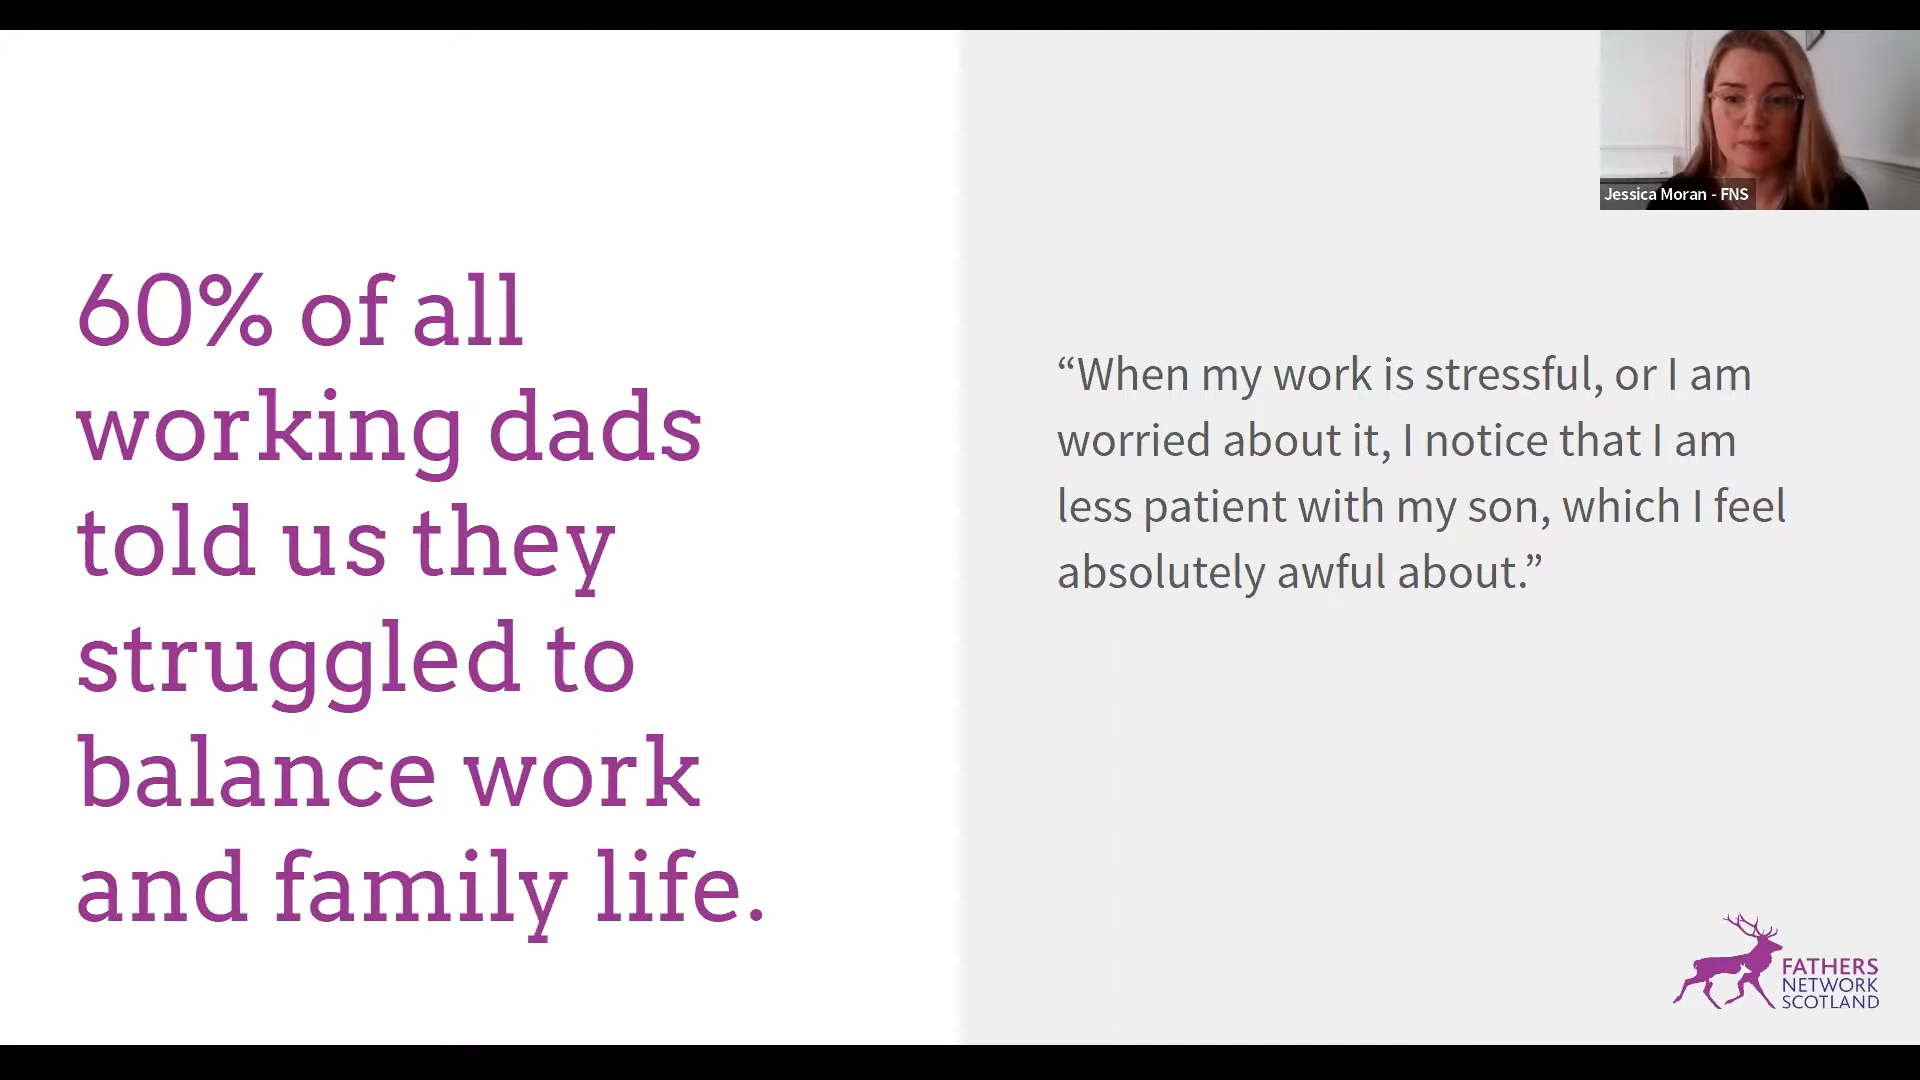 60% of all
working dads
told us they
struggled to
balance work
and family life.
“When my work is stressful, or I am
worried about it, I notice that I am
less patient with my son, which I feel
absolutely awful about.”
Jessica Moran - FNS
FATHERS
NETWORK
SCOTLAND